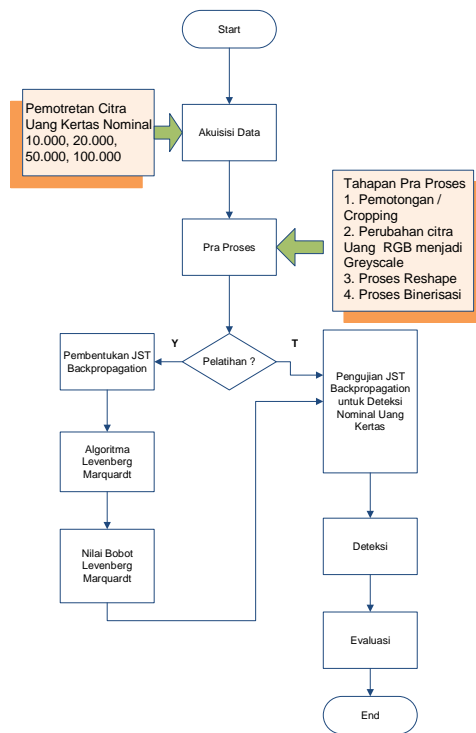 Start
Pemotretan Citra
Uang Kertas Nominal
10.000, 20.000,
50.000, 100.000
Akuisisi Data
Tahapan Pra Proses
1. Pemotongan /
Cropping
2. Perubahan citra
Uang RGB menjadi
Greyscale
3. Proses Reshape
4. Proses Binerisasi
Pra Proses
Pelatihan ?
Y
T
Pembentukan JST
Backpropagation
Pengujian JST
Backpropagation
untuk Deteksi
Nominal Uang
Kertas
Algoritma
Levenberg
Marquardt
Nilai Bobot
Levenberg
Marquardt
Deteksi
Evaluasi
End